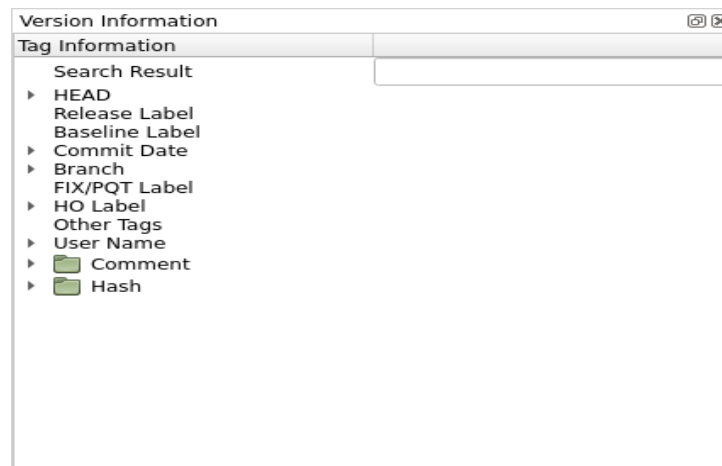 Version Information
Tag Information
Search Result
HEAD
Release Label
Baseline Label
Commit Date
Branch
FIX/PQT Label
HO Label
Other Tags
User Name
Comment
Hash